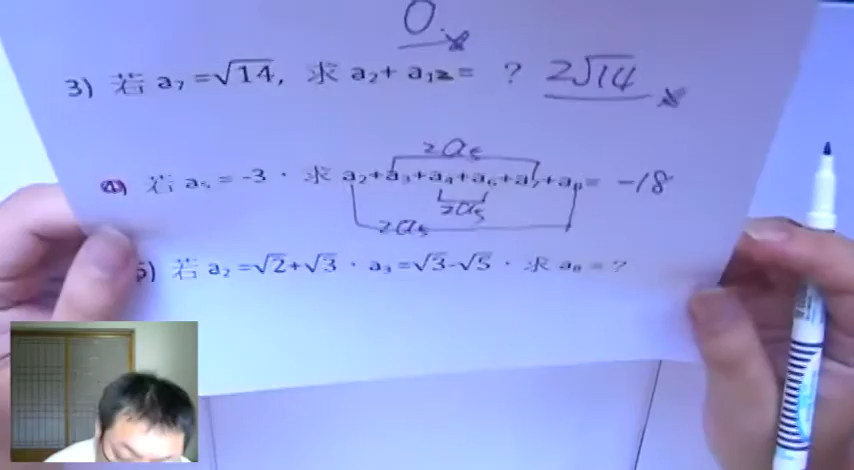 0.
3) 若 a₇ =√14, 求 a₂+ a₁₂= ? 2√14
2a₅
4) 若 a₅ = -3 · 求 a₂+a₃+a₄+a₆+a₇+a₈= -18
2a₅
2a₅
5) 若 a₂ =√2+√3 · a₃=√3-√5 · 求 a₈ = ?